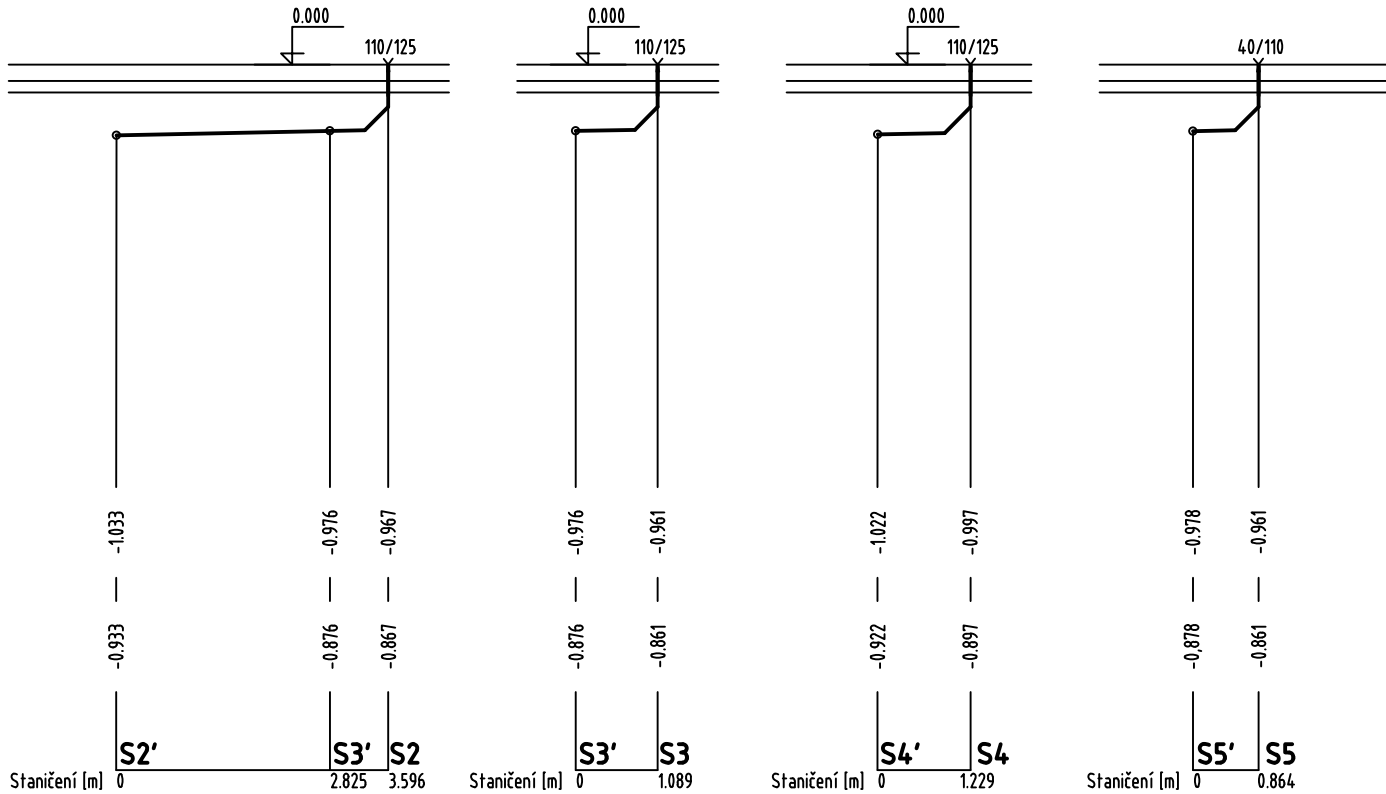 0.000 0.000 0.000
110/125 110/125 110/125 40/110
-1.033 -0.976 -0.967 -0.976 -0.961 -1.022 -0.997 -0.978 -0.961
-0.933 -0.876 -0.867 -0.876 -0.861 -0.922 -0.897 -0,878 -0.861
S2' S3' S2 S3' S3 S4' S4 S5' S5
Staničení [m] 0 2.825 3.596 Staničení [m] 0 1.089 Staničení [m] 0 1.229 Staničení [m] 0 0.864